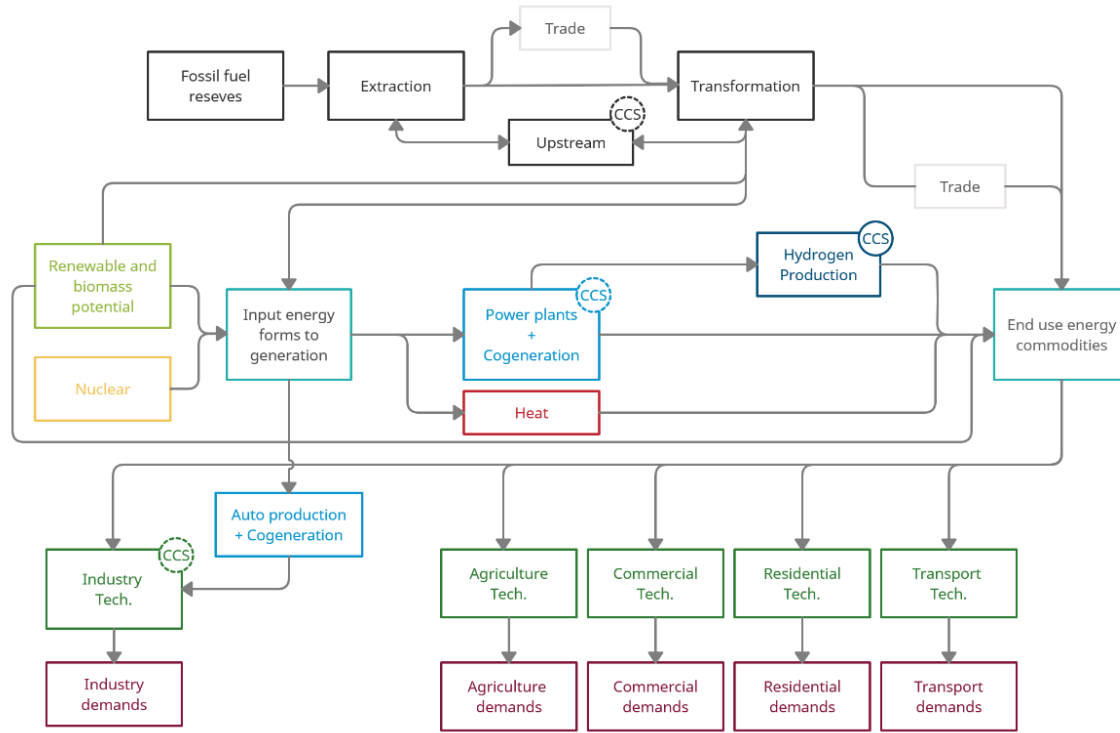 Trade
Fossil fuel
reseves
Extraction
Transformation
CCS
Upstream
Trade
Renewable and
biomass
potential
CCS
Hydrogen
Production
Input energy
forms to
generation
CCS
Power plants
+
Cogeneration
End use energy
commodities
Nuclear
Heat
Auto production
+ Cogeneration
CCS
Industry
Tech.
Agriculture
Tech.
Commercial
Tech.
Residential
Tech.
Transport
Tech.
Industry
demands
Agriculture
demands
Commercial
demands
Residential
demands
Transport
demands